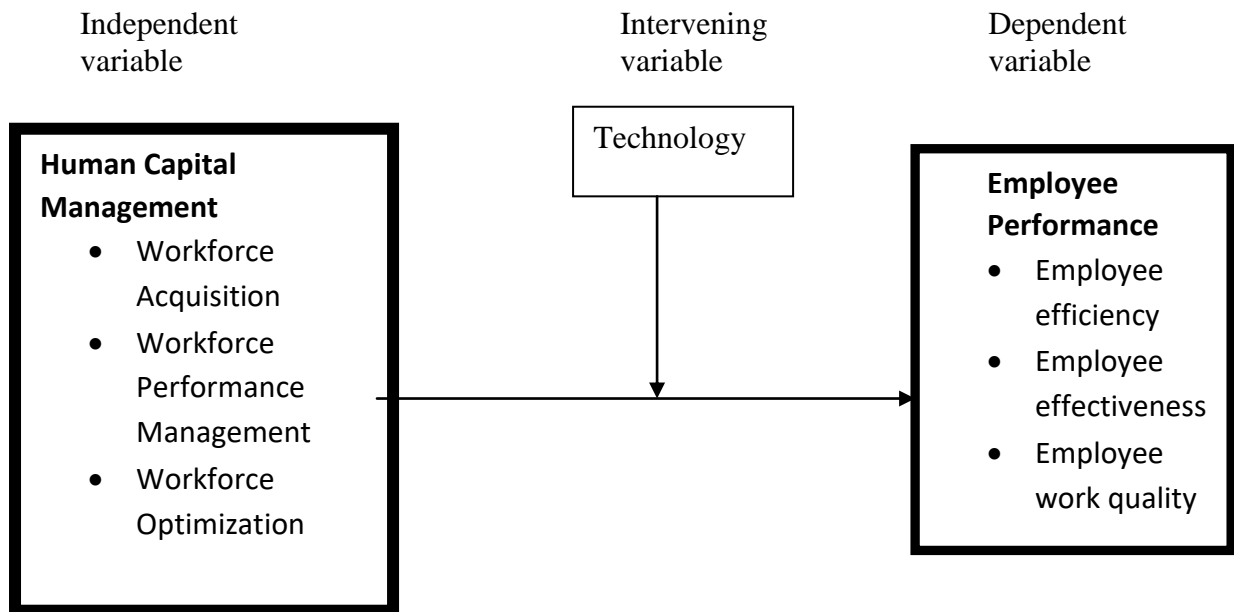 Independent
variable
Intervening
variable
Dependent
variable
Human Capital
Management
• Workforce
Acquisition
• Workforce
Performance
Management
• Workforce
Optimization
Technology
Employee
Performance
• Employee
efficiency
• Employee
effectiveness
• Employee
work quality